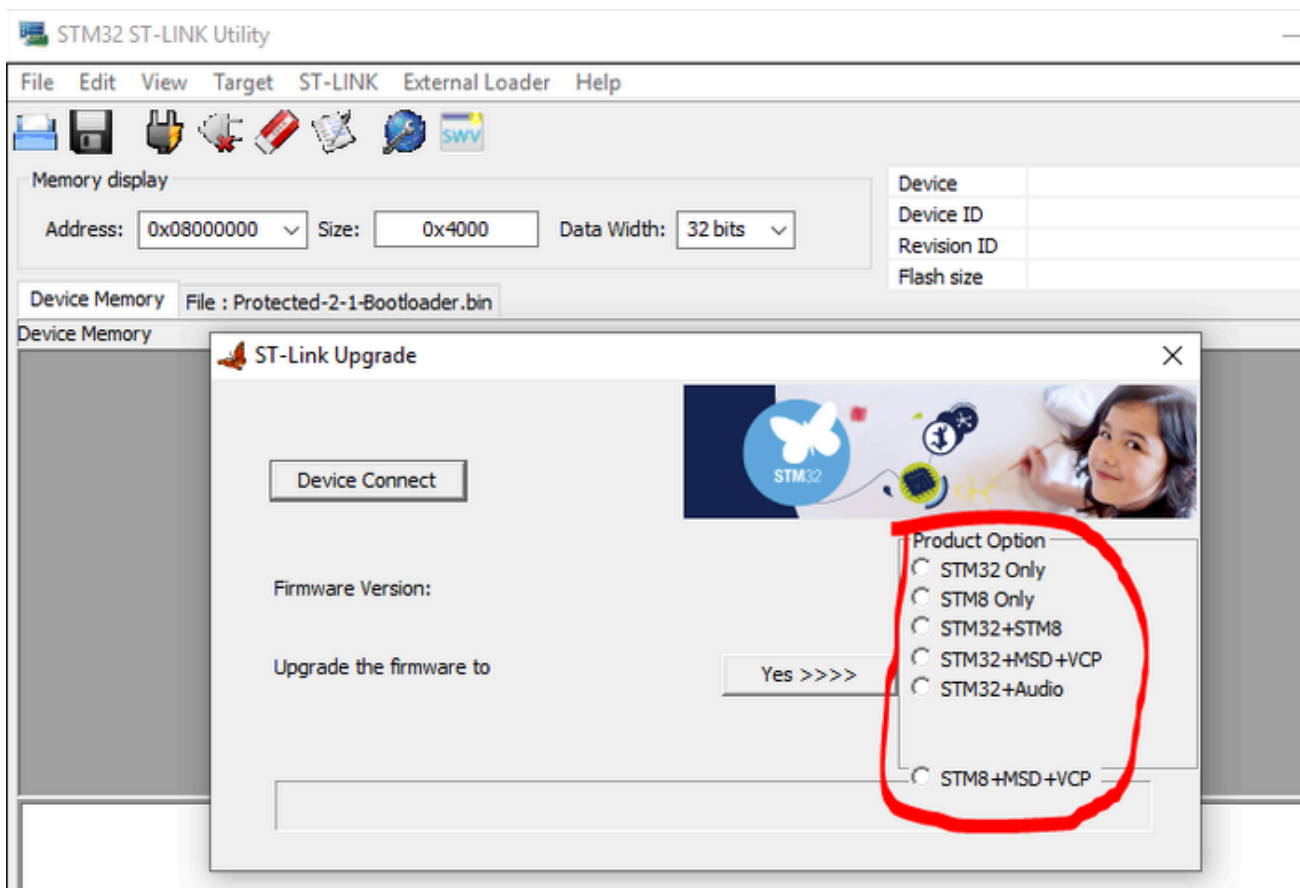 STM32 ST-LINK Utility
File Edit View Target ST-LINK External Loader Help
SWV
Memory display
Address: 0x08000000 Size: 0x4000 Data Width: 32 bits
Device
Device ID
Revision ID
Flash size
Device Memory File : Protected-2-1-Bootloader.bin
Device Memory
ST-Link Upgrade
Device Connect
STM32
Product Option
STM32 Only
STM8 Only
STM32+STM8
STM32+MSD+VCP
STM32+Audio
STM8+MSD+VCP
Firmware Version:
Upgrade the firmware to
Yes >>>>